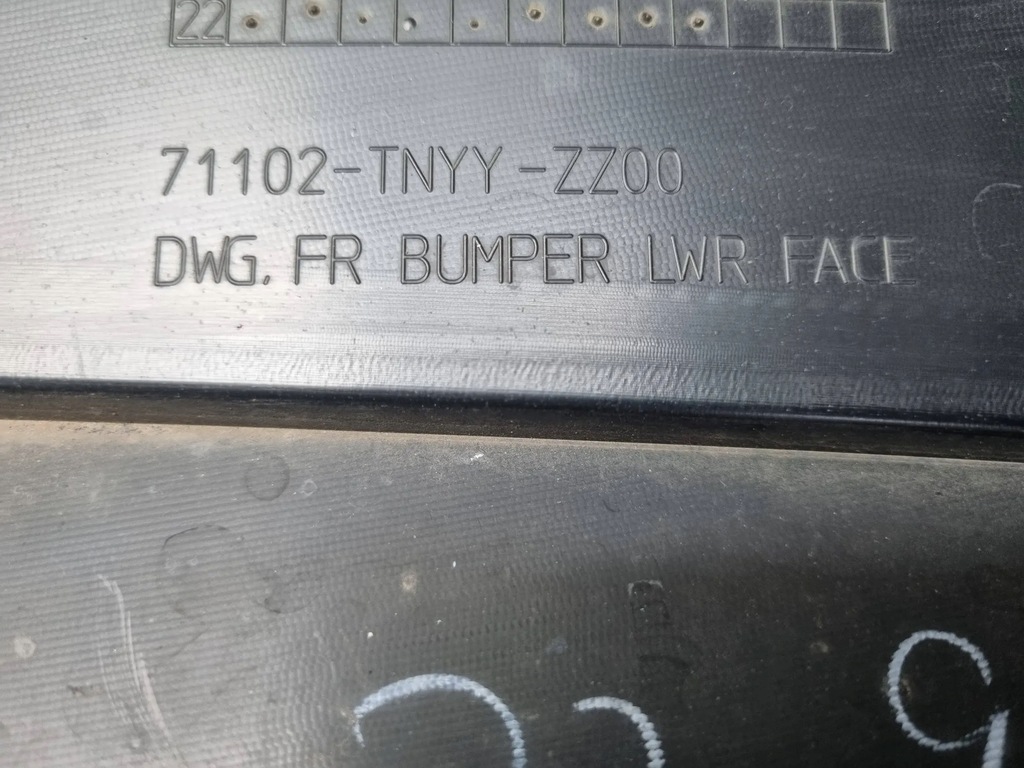 22
71102-TNYY-ZZ00
DWG, FR BUMPER LWR FACE